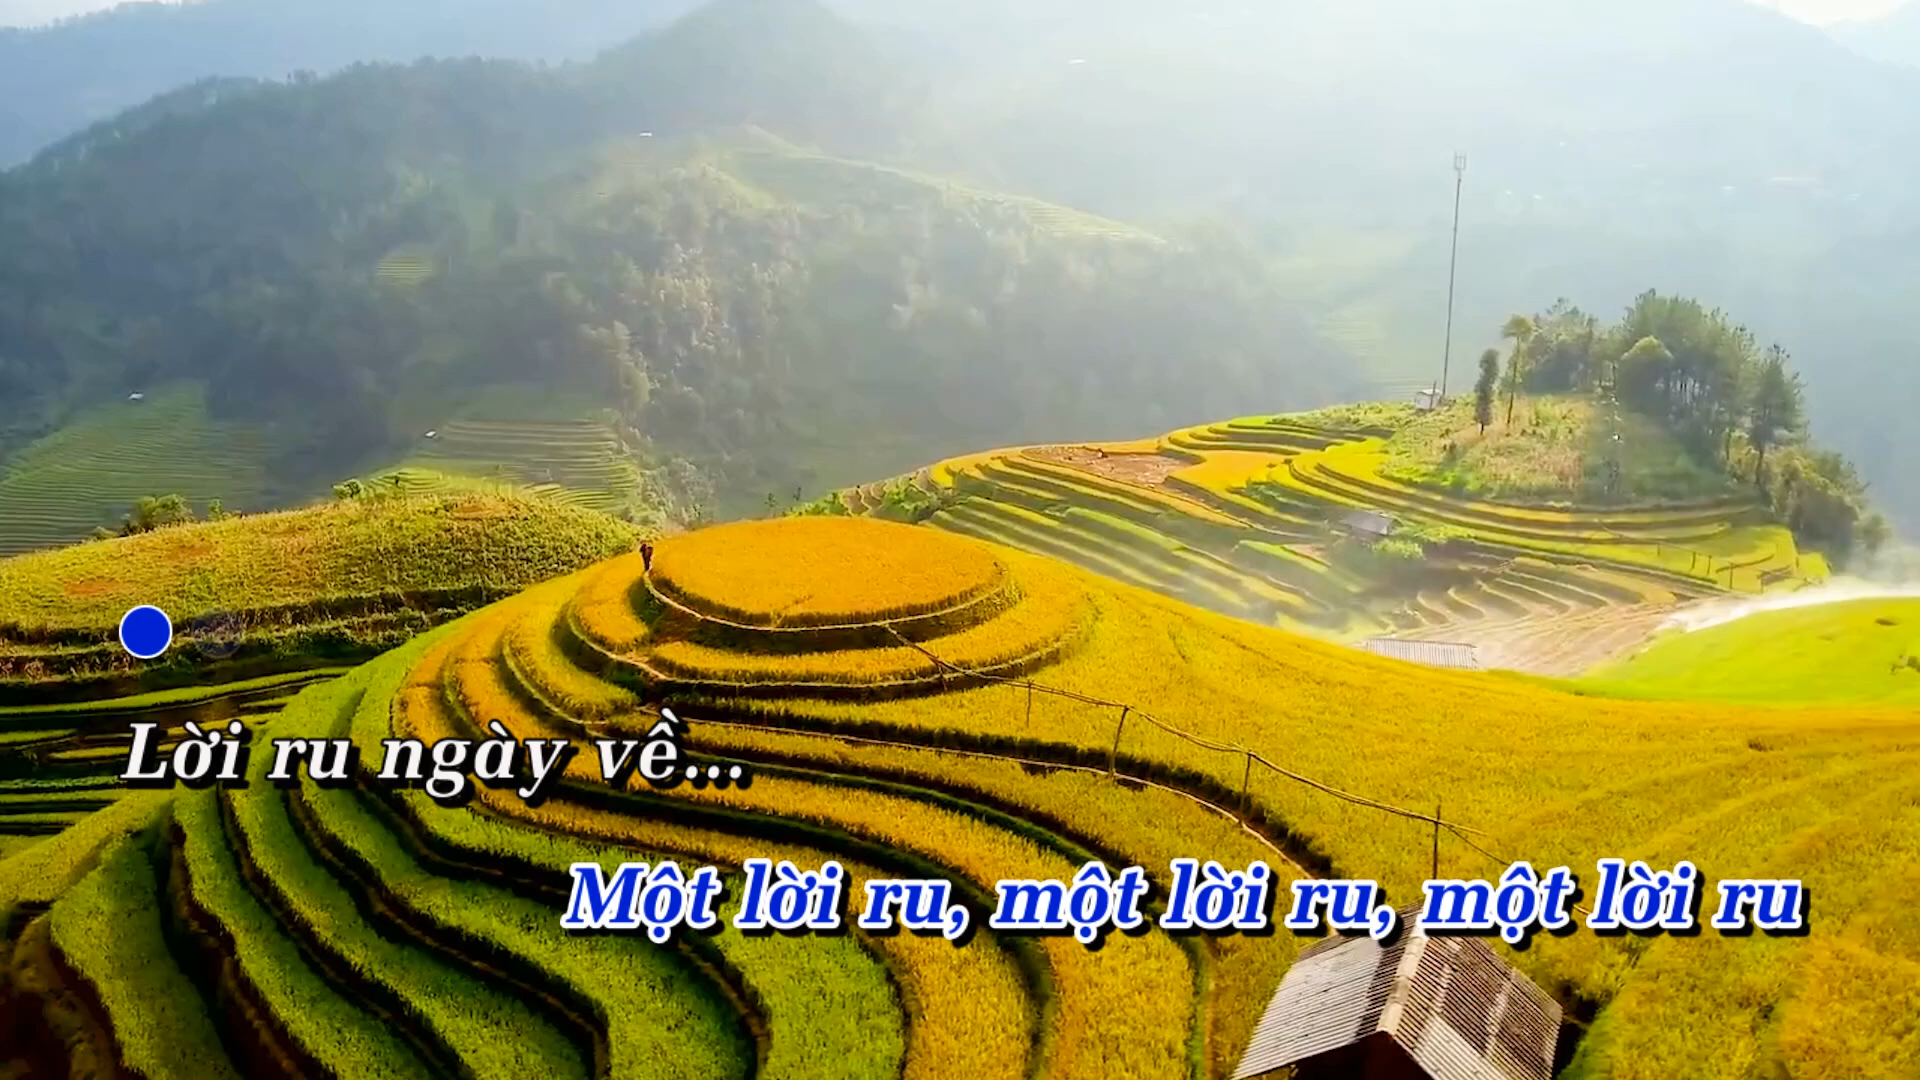 Lời ru ngày về...
Một lời ru, một lời ru, một lời ru